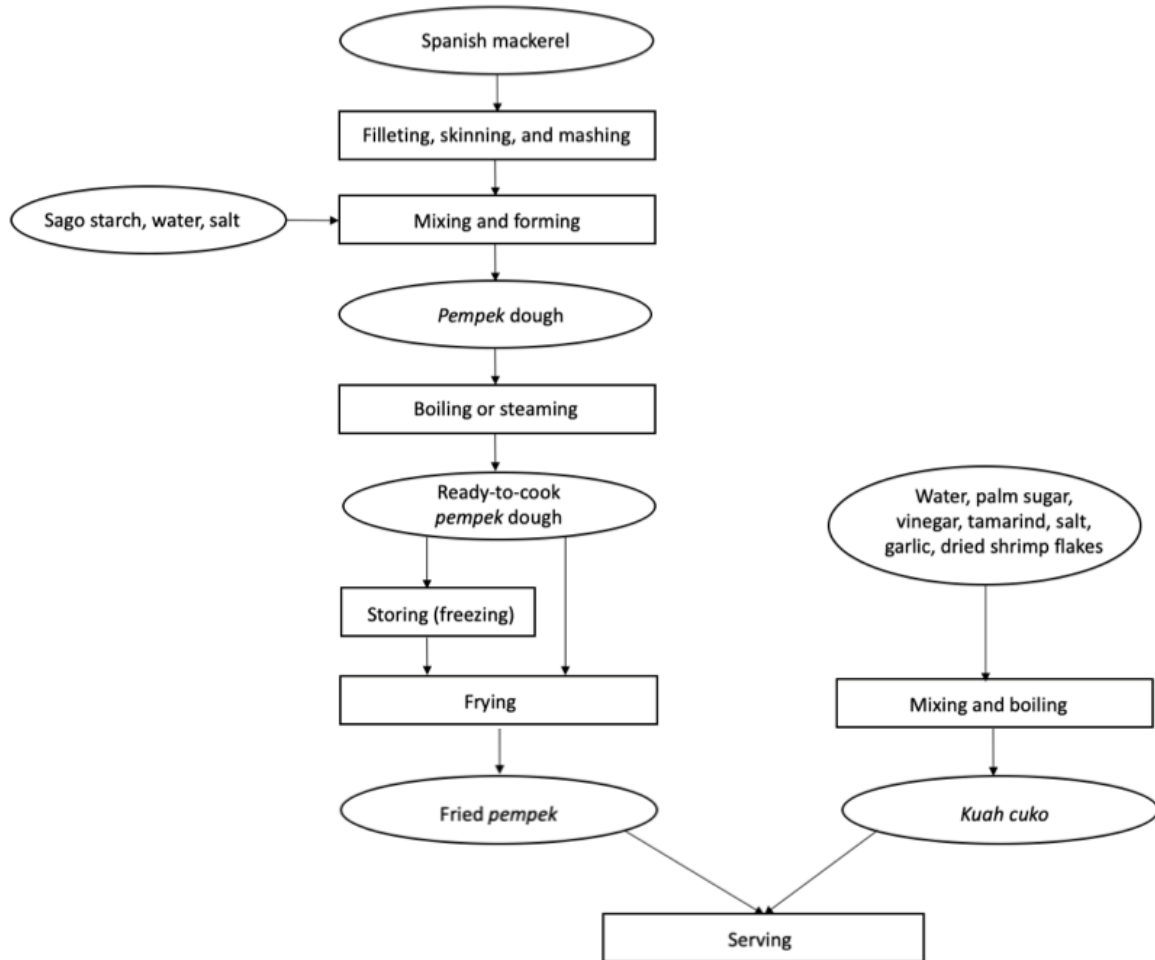 Spanish mackerel
Filleting, skinning, and mashing
Sago starch, water, salt
Mixing and forming
Pempek dough
Boiling or steaming
Ready-to-cook
pempek dough
Storing (freezing)
Frying
Fried pempek
Water, palm sugar,
vinegar, tamarind, salt,
garlic, dried shrimp flakes
Mixing and boiling
Kuah cuko
Serving